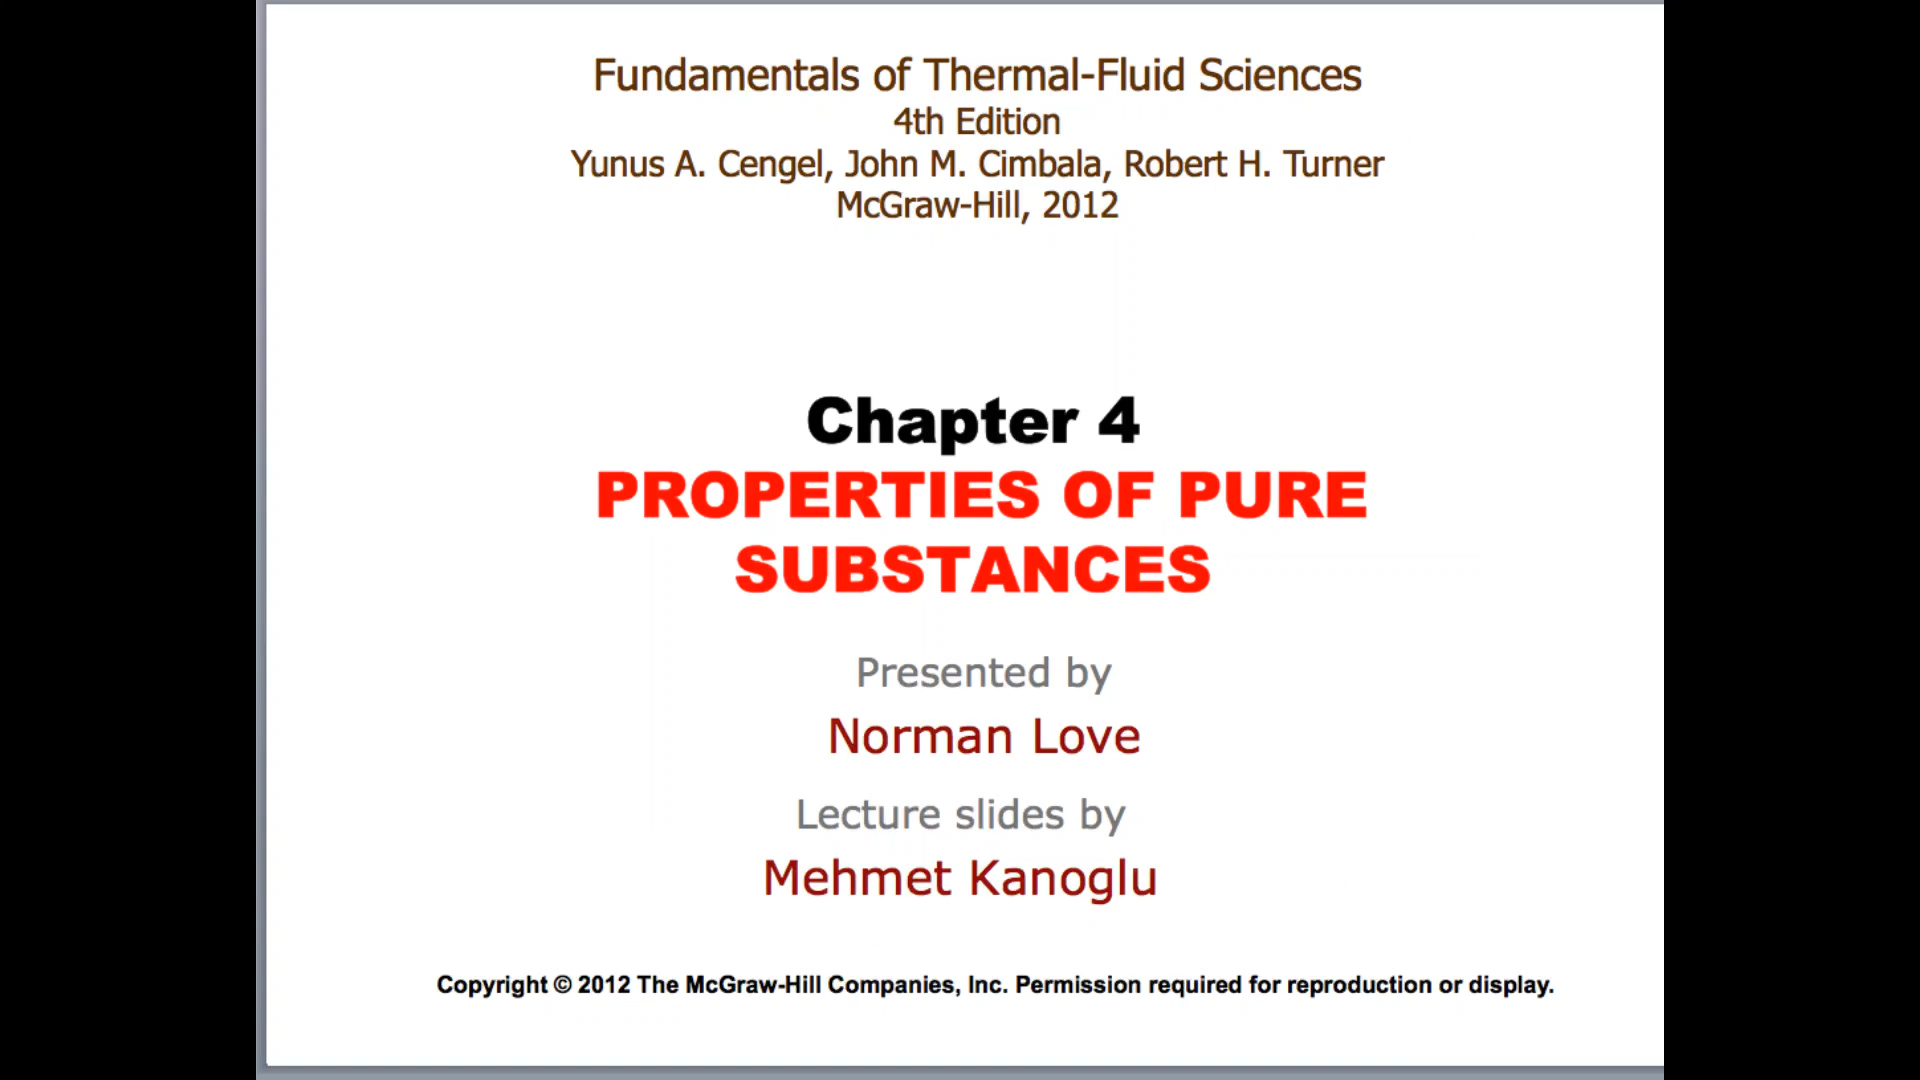 Fundamentals of Thermal-Fluid Sciences
4th Edition
Yunus A. Cengel, John M. Cimbala, Robert H. Turner
McGraw-Hill, 2012
Chapter 4
PROPERTIES OF PURE
SUBSTANCES
Presented by
Norman Love
Lecture slides by
Mehmet Kanoglu
Copyright © 2012 The McGraw-Hill Companies, Inc. Permission required for reproduction or display.